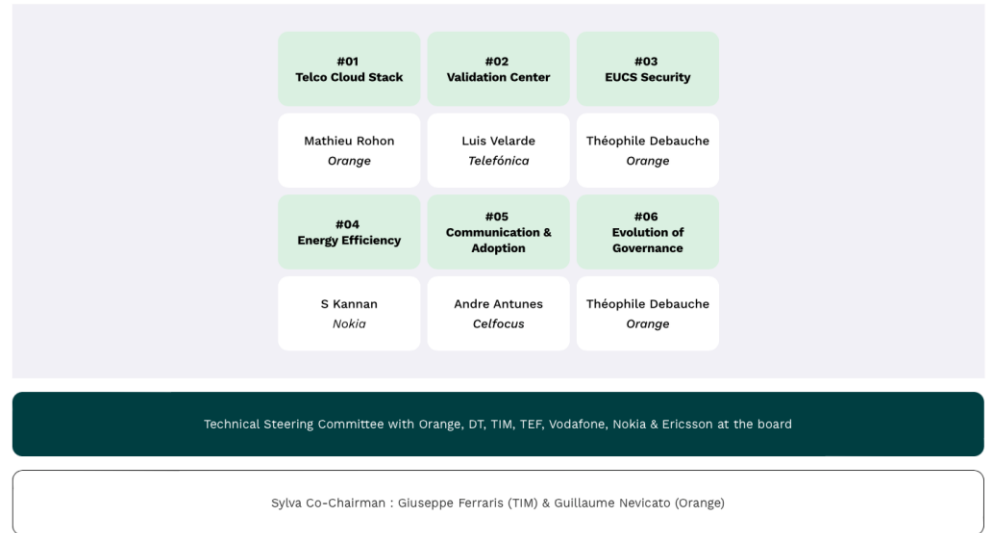 #01
Telco Cloud Stack
#02
Validation Center
#03
EUCS Security
Mathieu Rohon
Orange
Luis Velarde
Telefónica
Théophile Debauche
Orange
#04
Energy Efficiency
#05
Communication &
Adoption
#06
Evolution of
Governance
S Kannan
Nokia
Andre Antunes
Celfocus
Théophile Debauche
Orange
Technical Steering Committee with Orange, DT, TIM, TEF, Vodafone, Nokia & Ericsson at the board
Sylva Co-Chairman : Giuseppe Ferraris (TIM) & Guillaume Nevicato (Orange)